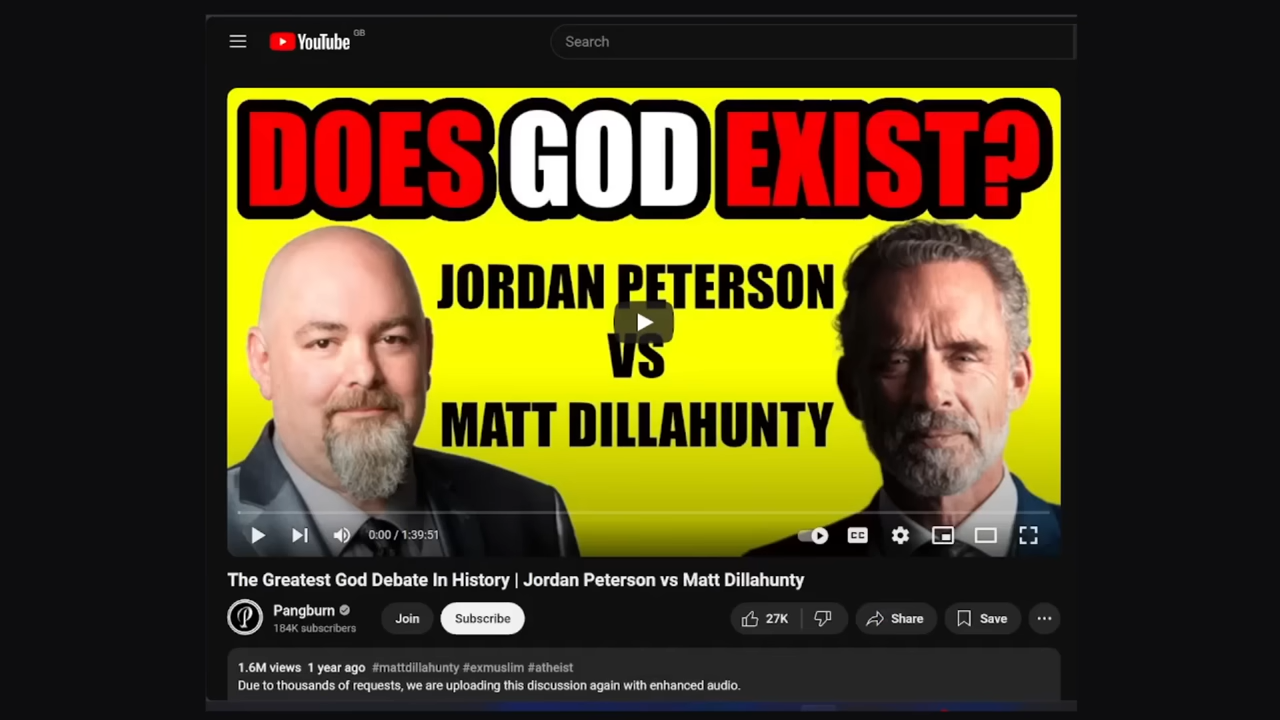 YouTube GB
Search
DOES GOD EXIST?
JORDAN PETERSON
VS
MATT DILLAHUNTY
0:00 / 1:39:51
CC
The Greatest God Debate In History | Jordan Peterson vs Matt Dillahunty
Pangburn
184K subscribers
Join
Subscribe
27K
Share
Save
1.6M views 1 year ago #mattdillahunty #exmuslim #atheist
Due to thousands of requests, we are uploading this discussion again with enhanced audio.